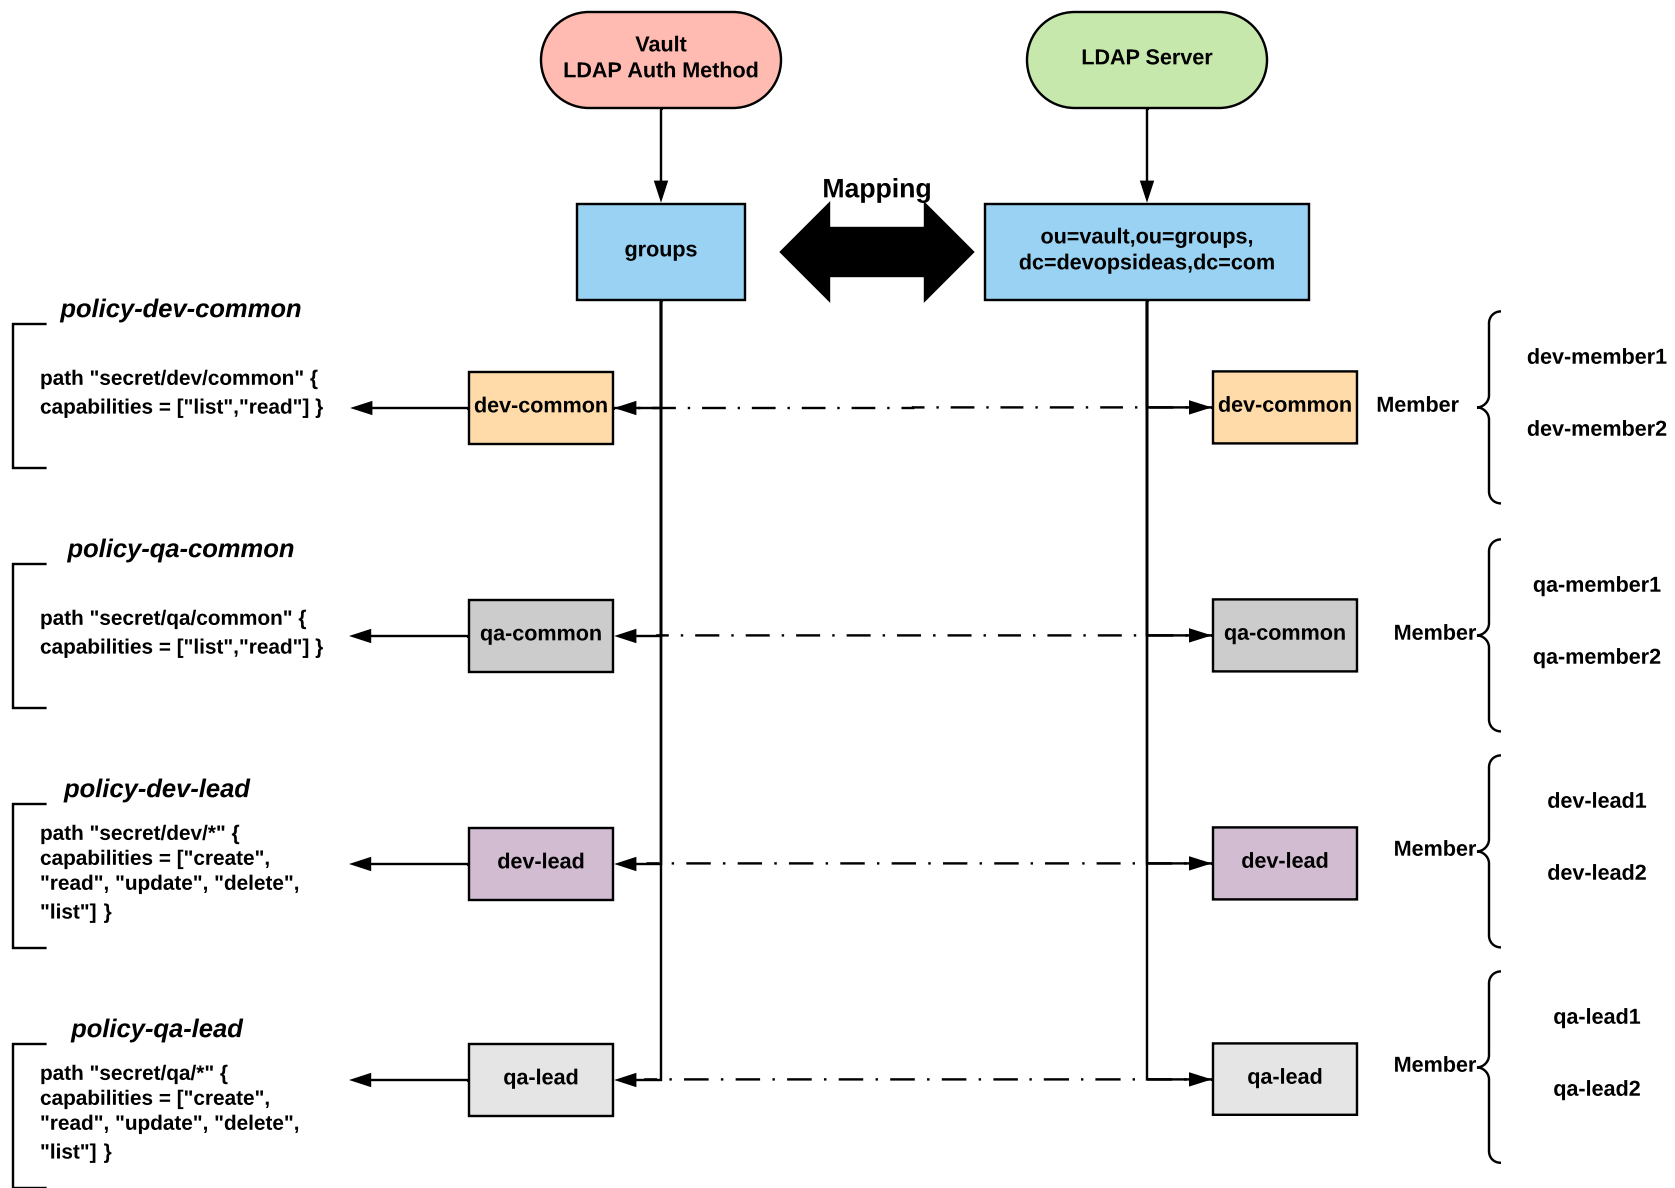 Vault
LDAP Auth Method
LDAP Server
Mapping
groups
ou=vault,ou=groups,
dc=devopsideas,dc=com
policy-dev-common
path "secret/dev/common" {
capabilities = ["list","read"] }
dev-common
dev-common
Member
dev-member1
dev-member2
policy-qa-common
path "secret/qa/common" {
capabilities = ["list","read"] }
qa-common
qa-common
Member
qa-member1
qa-member2
policy-dev-lead
path "secret/dev/*" {
capabilities = ["create",
"read", "update", "delete",
"list"] }
dev-lead
dev-lead
Member
dev-lead1
dev-lead2
policy-qa-lead
path "secret/qa/*" {
capabilities = ["create",
"read", "update", "delete",
"list"] }
qa-lead
qa-lead
Member
qa-lead1
qa-lead2